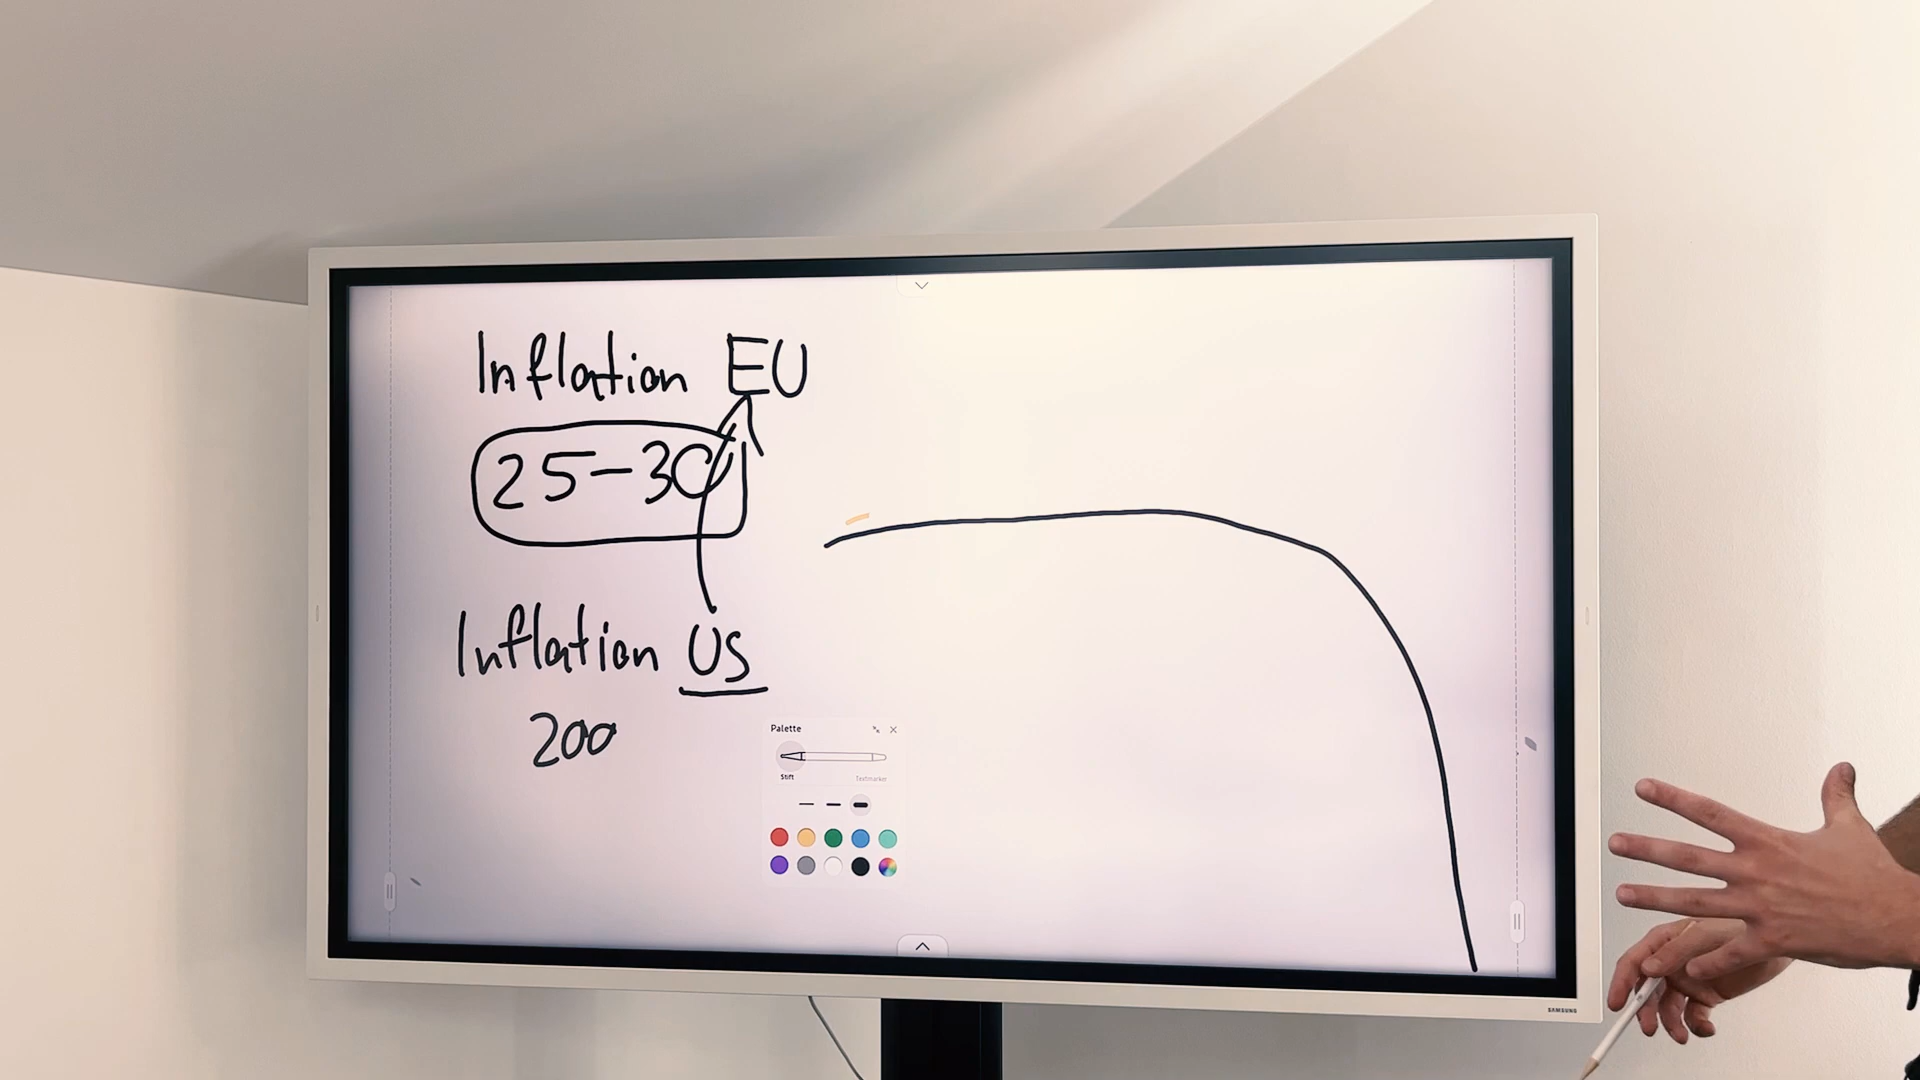 Inflation EU
25-30
Inflation US
200
Palette
Stift
Textmarker
SAMSUNG